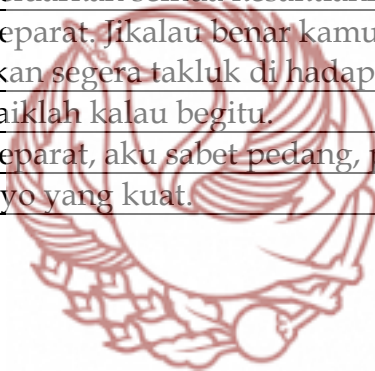 eparat. Jikalau benar kamu
kan segera takluk di hadap
aiklah kalau begitu.
eparat, aku sabet pedang, p
yo yang kuat.